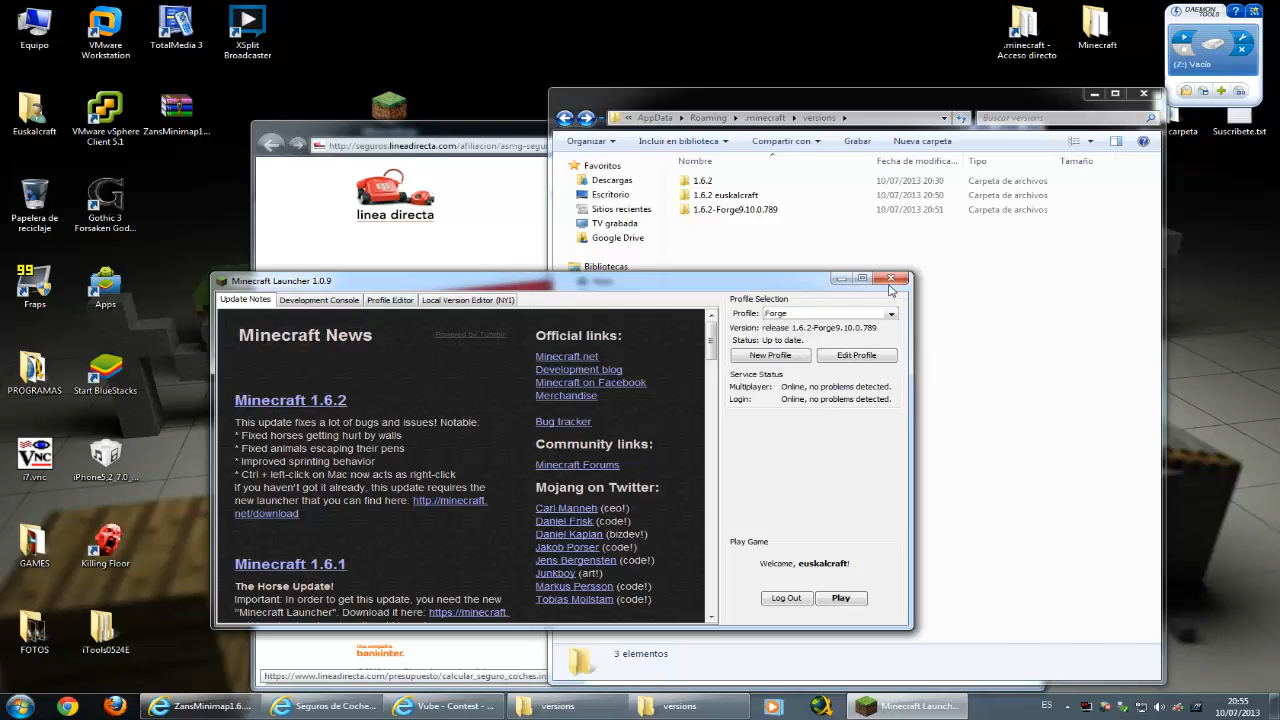 Equipo
VMware
Workstation
TotalMedia 3
XSplit
Broadcaster
.minecraft -
Acceso directo
Minecraft
DAEMON
TOOLS
(Z:) Vacío
Euskalcraft
VMware vSphere
Client 5.1
ZansMinimap1...
carpeta
Suscribete.txt
Papelera de
reciclaje
Gothic 3
Forsaken God...
99
Fraps
Apps
PROGRAMAS
Start BlueStacks
i7.vnc
iPhone5,2_7.0_...
GAMES
Killing Floor
FOTOS
iTools0524E
http://seguros.lineadirecta.com/afiliacion/asmg-segu
linea directa
bankinter.
https://www.lineadirecta.com/presupuesto/calcular_seguro_coches.in
AppData
Roaming
.minecraft
versions
Buscar versions
Organizar
Incluir en biblioteca
Compartir con
Grabar
Nueva carpeta
Favoritos
Descargas
Escritorio
Sitios recientes
TV grabada
Google Drive
Bibliotecas
Nombre
Fecha de modifica...
Tipo
Tamaño
1.6.2
10/07/2013 20:30
Carpeta de archivos
1.6.2 euskalcraft
10/07/2013 20:50
Carpeta de archivos
1.6.2-Forge9.10.0.789
10/07/2013 20:51
Carpeta de archivos
3 elementos
Minecraft Launcher 1.0.9
Update Notes
Development Console
Profile Editor
Local Version Editor (NYI)
Minecraft News
Powered by Tumblr
Minecraft 1.6.2
This update fixes a lot of bugs and issues! Notable:
* Fixed horses getting hurt by walls
* Fixed animals escaping their pens
* Improved sprinting behavior
* Ctrl + left-click on Mac now acts as right-click
If you haven't got it already, this update requires the
new launcher that you can find here: http://minecraft.
net/download
Minecraft 1.6.1
The Horse Update!
Important: In order to get this update, you need the new
"Minecraft Launcher". Download it here: https://minecraft.
Official links:
Minecraft.net
Development blog
Minecraft on Facebook
Merchandise
Bug tracker
Community links:
Minecraft Forums
Mojang on Twitter:
Carl Manneh (ceo!)
Daniel Frisk (code!)
Daniel Kaplan (bizdev!)
Jakob Porser (code!)
Jens Bergensten (code!)
Junkboy (art!)
Markus Persson (code!)
Tobias Mollstam (code!)
Profile Selection
Profile: Forge
Version: release 1.6.2-Forge9.10.0.789
Status: Up to date.
New Profile
Edit Profile
Service Status
Multiplayer: Online, no problems detected.
Login: Online, no problems detected.
Play Game
Welcome, euskalcraft!
Log Out
Play
ZansMinimap1.6...
Seguros de Coche...
Vube - Contest - ...
versions
versions
Minecraft Launch...
ES
20:55
10/07/2013